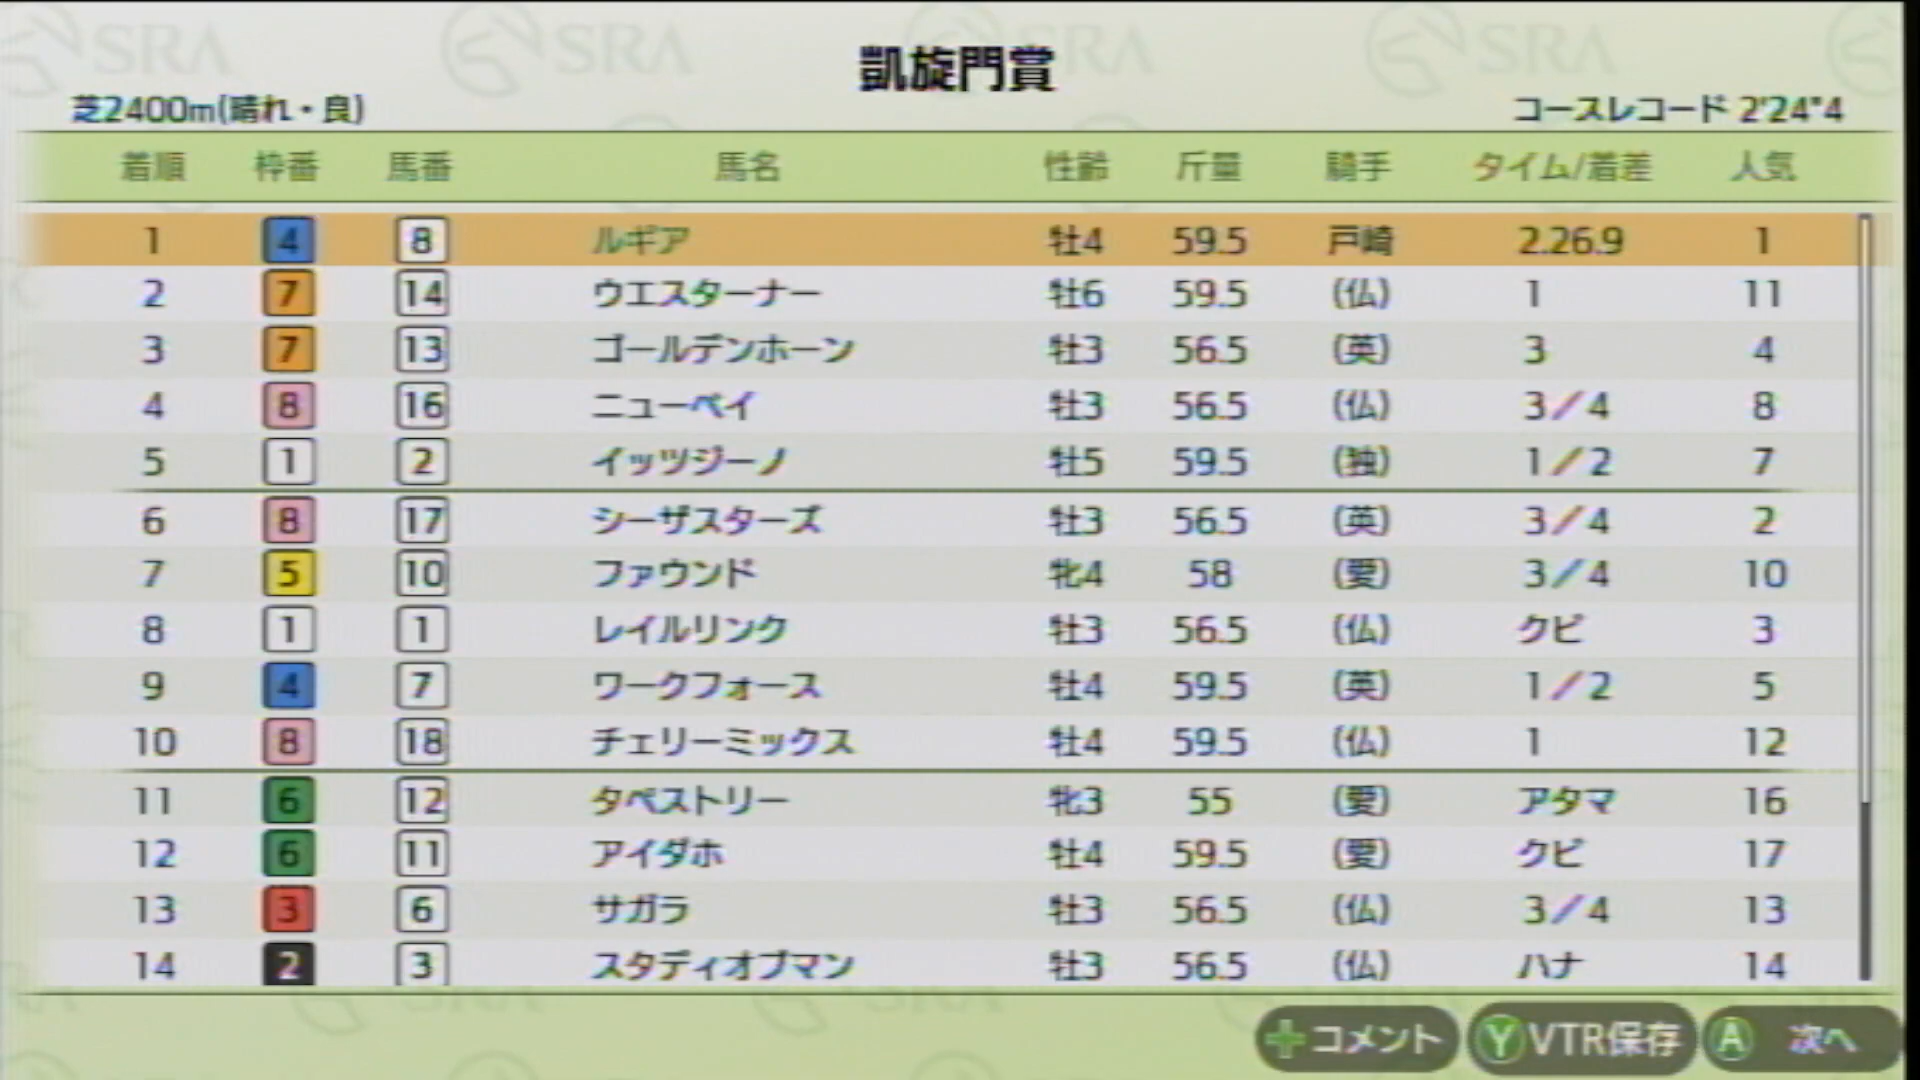 凱旋門賞
芝2400m(晴れ・良) コースレコード 2'24"4
着順 枠番 馬番 馬名 性齢 斤量 騎手 タイム/着差 人気
1 4 8 ルギア 牡4 59.5 戸崎 2.26.9 1
2 7 14 ウエスターナー 牡6 59.5 (仏) 1 11
3 7 13 ゴールデンホーン 牡3 56.5 (英) 3 4
4 8 16 ニューベイ 牡3 56.5 (仏) 3/4 8
5 1 2 イッツジーノ 牡5 59.5 (独) 1/2 7
6 8 17 シーザスターズ 牡3 56.5 (英) 3/4 2
7 5 10 ファウンド 牝4 58 (愛) 3/4 10
8 1 1 レイルリンク 牡3 56.5 (仏) クビ 3
9 4 7 ワークフォース 牡4 59.5 (英) 1/2 5
10 8 18 チェリーミックス 牡4 59.5 (仏) 1 12
11 6 12 タペストリー 牝3 55 (愛) アタマ 16
12 6 11 アイダホ 牡4 59.5 (愛) クビ 17
13 3 6 サガラ 牡3 56.5 (仏) 3/4 13
14 2 3 スタディオブマン 牡3 56.5 (仏) ハナ 14
コメント Y VTR保存 A 次へ
SRA